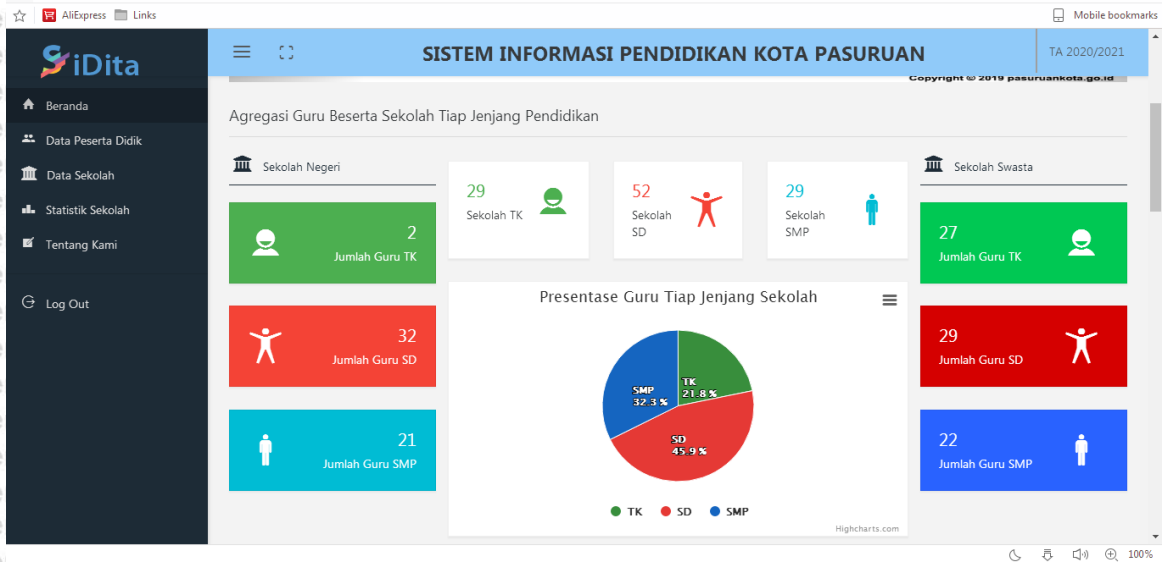 AliExpress
Links
Mobile bookmarks
SiDita
SISTEM INFORMASI PENDIDIKAN KOTA PASURUAN
TA 2020/2021
Copyright © 2019 pasuruankota.go.id
Beranda
Data Peserta Didik
Data Sekolah
Statistik Sekolah
Tentang Kami
Log Out
Agregasi Guru Beserta Sekolah Tiap Jenjang Pendidikan
Sekolah Negeri
2
Jumlah Guru TK
32
Jumlah Guru SD
21
Jumlah Guru SMP
29
Sekolah TK
52
Sekolah
SD
29
Sekolah
SMP
Presentase Guru Tiap Jenjang Sekolah
TK
21.8 %
SMP
32.3 %
SD
45.9 %
TK
SD
SMP
Highcharts.com
Sekolah Swasta
27
Jumlah Guru TK
29
Jumlah Guru SD
22
Jumlah Guru SMP
100%